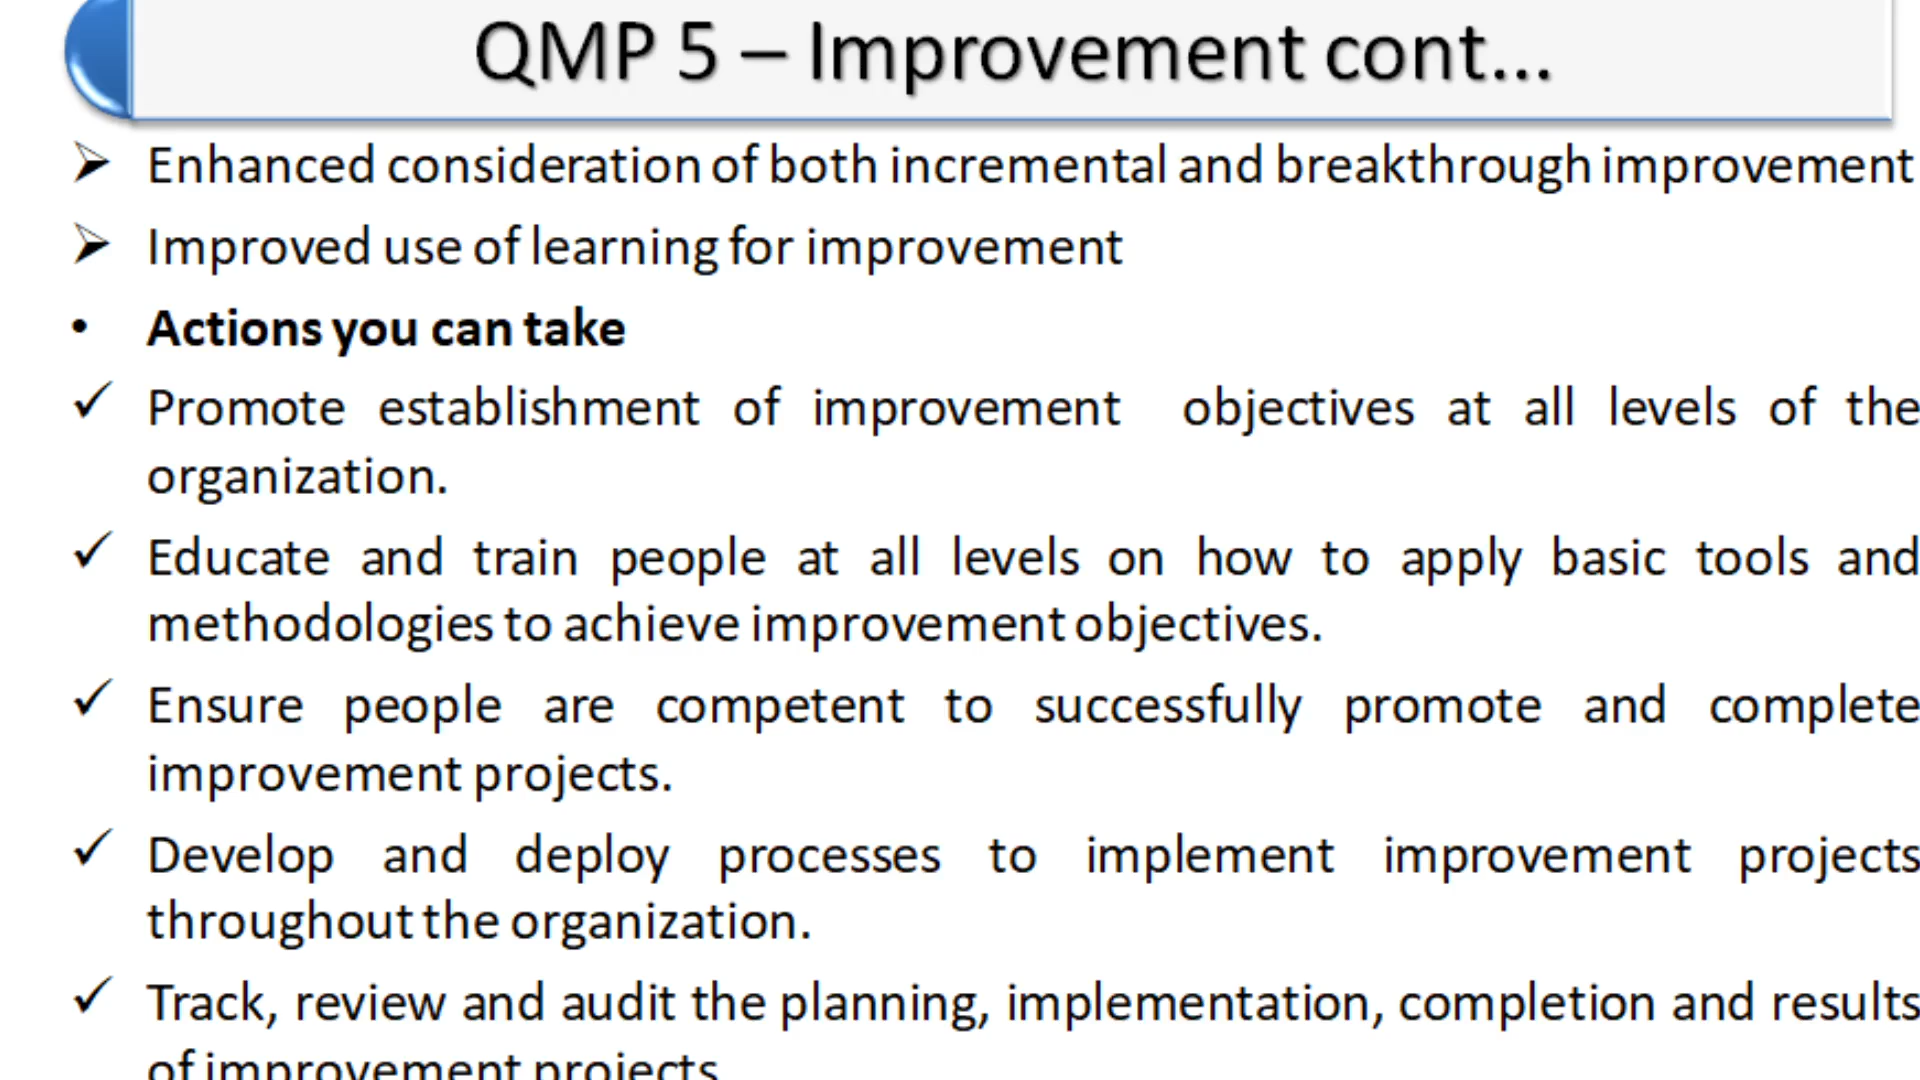 QMP 5 – Improvement cont...
Enhanced consideration of both incremental and breakthrough improvement
Improved use of learning for improvement
Actions you can take
Promote establishment of improvement objectives at all levels of the
organization.
Educate and train people at all levels on how to apply basic tools and
methodologies to achieve improvement objectives.
Ensure people are competent to successfully promote and complete
improvement projects.
Develop and deploy processes to implement improvement projects
throughout the organization.
Track, review and audit the planning, implementation, completion and results
of improvement projects